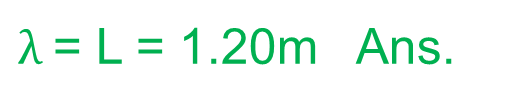 λ = L = 1.20m Ans.